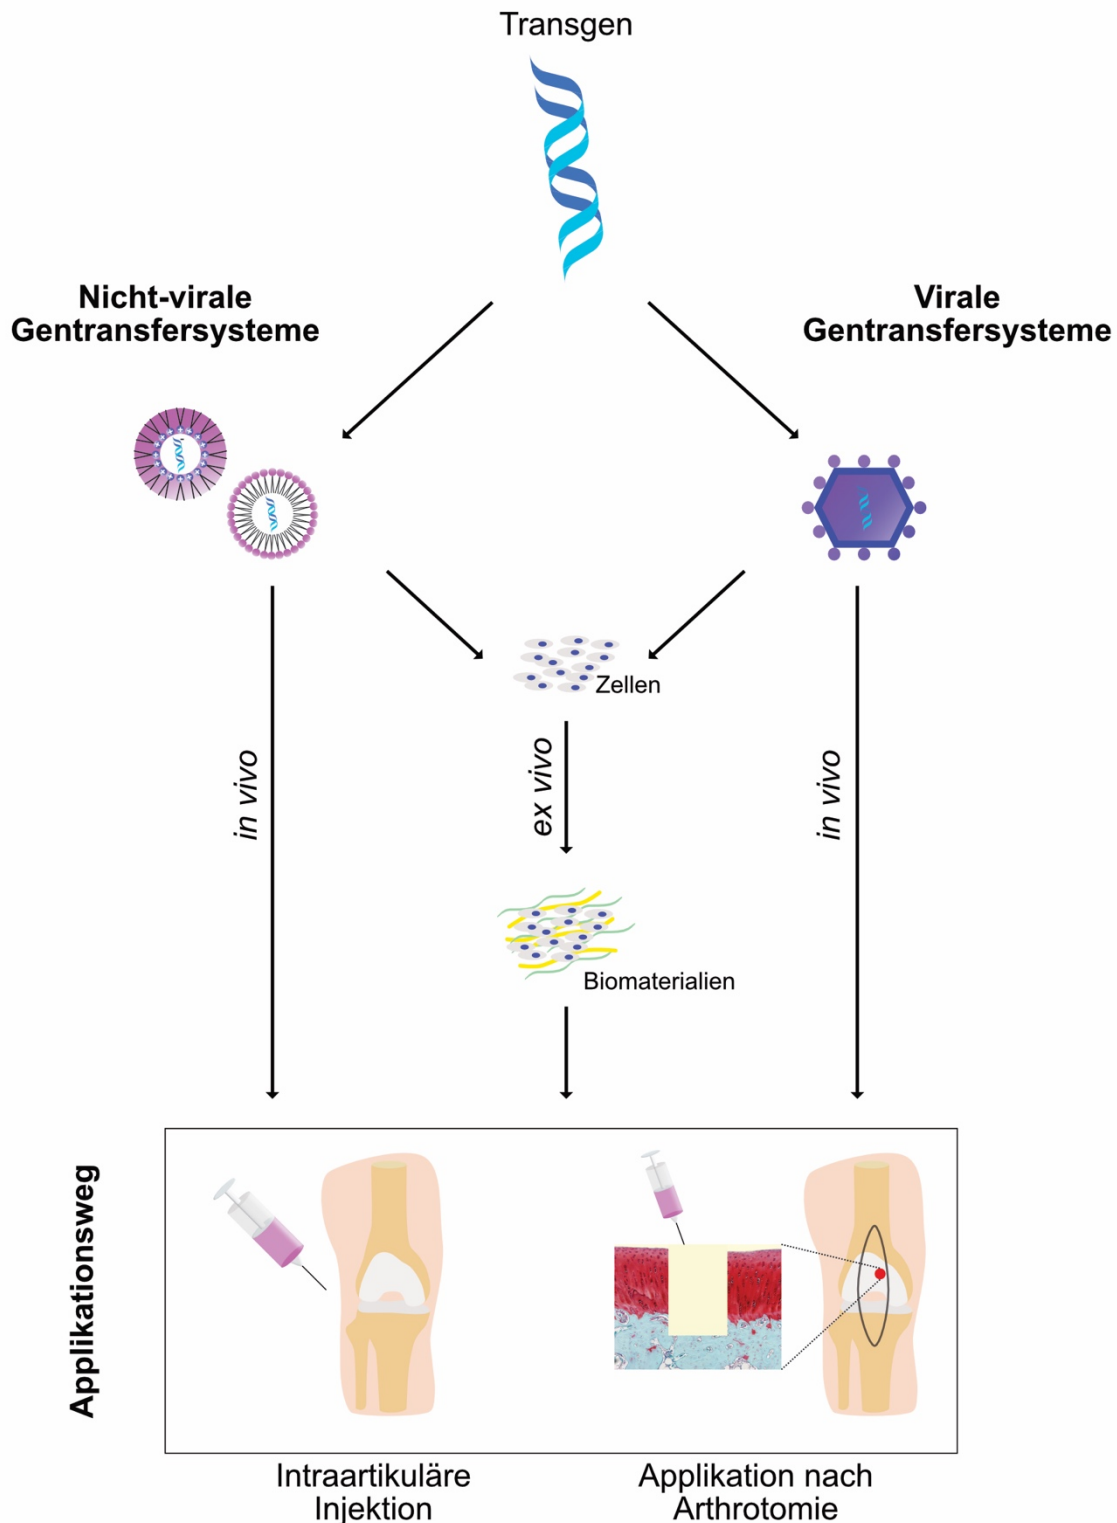 Transgen
Nicht-virale
Gentransfersysteme
Virale
Gentransfersysteme
Zellen
in vivo
ex vivo
in vivo
Biomaterialien
Applikationsweg
Intraartikuläre
Injektion
Applikation nach
Arthrotomie